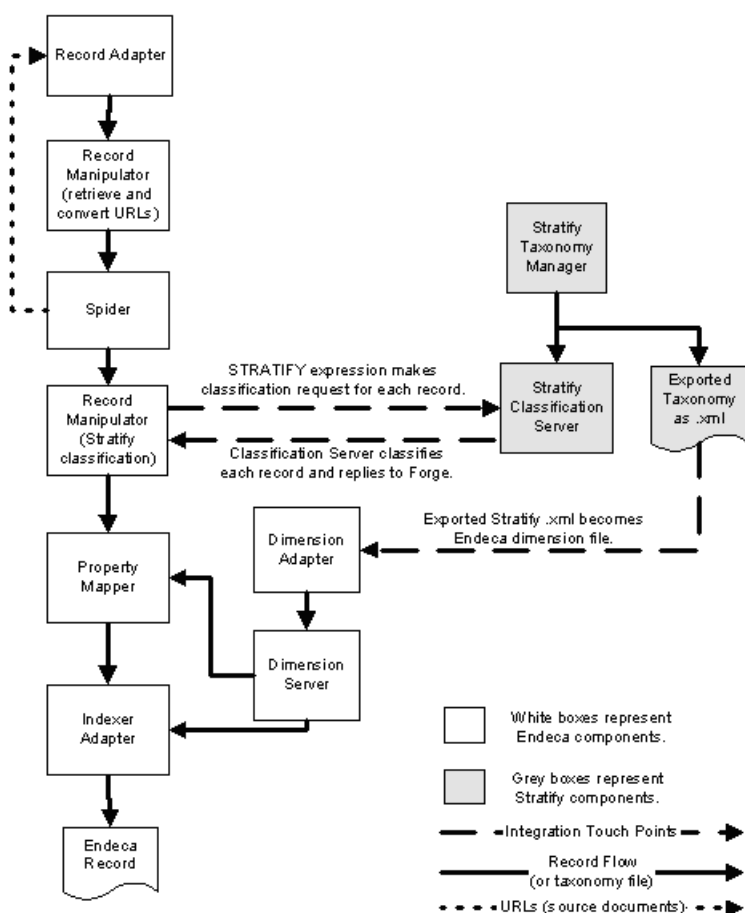 Record Adapter
Record
Manipulator
(retrieve and
convert URLs)
Stratify
Taxonomy
Manager
Spider
STRATIFY expression makes
classification request for each record.
Record
Manipulator
(Stratify
classification)
Stratify
Classification
Server
Exported
Taxonomy
as .xml
Classification Server classifies
each record and replies to Forge.
Exported Stratify .xml becomes
Endeca dimension file.
Dimension
Adapter
Property
Mapper
Dimension
Server
Indexer
Adapter
Endeca
Record
White boxes represent
Endeca components.
Grey boxes represent
Stratify components.
Integration Touch Points
Record Flow
(or taxonomy file)
URLs (source documents)